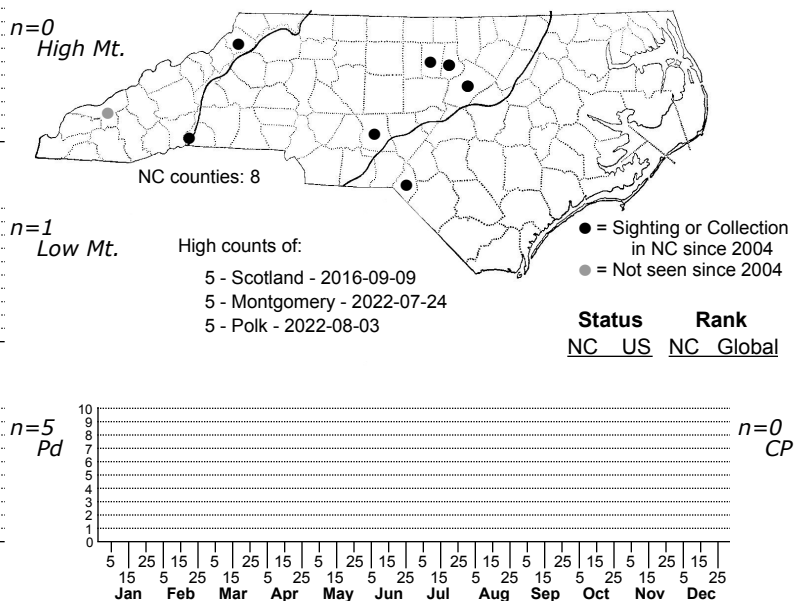 n=0
High Mt.
NC counties: 8
n=1
Low Mt.
High counts of:
5 - Scotland - 2016-09-09
5 - Montgomery - 2022-07-24
5 - Polk - 2022-08-03
● = Sighting or Collection
in NC since 2004
● = Not seen since 2004
Status Rank
NC US NC Global
n=5
Pd
n=0
CP
10
9
8
7
6
5
4
3
2
1
0
5 25 15 5 25 15 5 25 15 5 25 15 5 25 15 5 25 15
15 5 25 15 5 25 15 5 25 15 5 25 15 5 25 15 5 25
Jan Feb Mar Apr May Jun Jul Aug Sep Oct Nov Dec